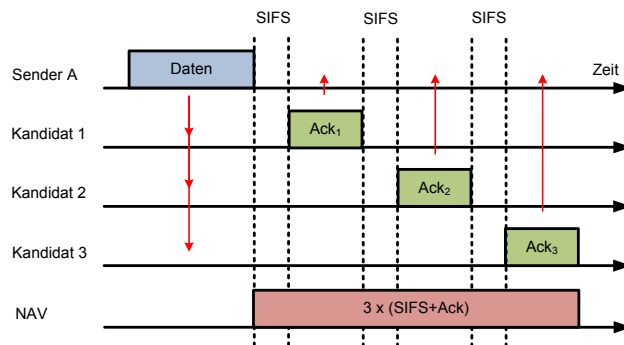 SIFS SIFS SIFS
Sender A Daten Zeit
Kandidat 1 Ack₁
Kandidat 2 Ack₂
Kandidat 3 Ack₃
NAV 3 x (SIFS+Ack)